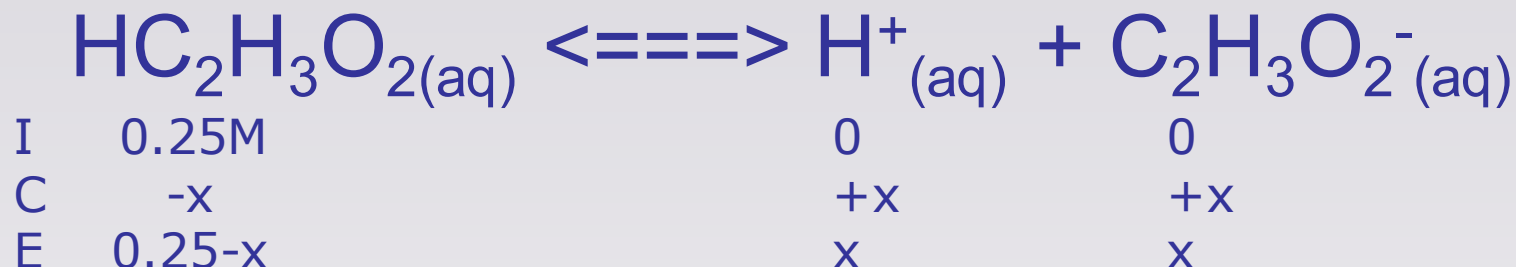 HC₂H₃O₂(aq) <===> H⁺(aq) + C₂H₃O₂⁻(aq)
I 0.25M 0 0
C -x +x +x
E 0.25-x x x